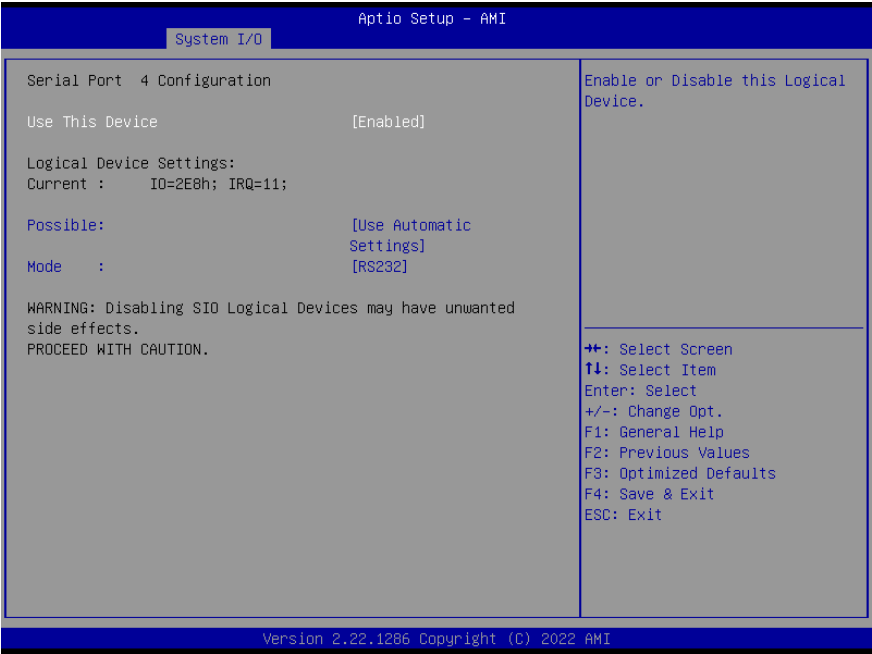 Aptio Setup – AMI
System I/O
Serial Port 4 Configuration
Use This Device [Enabled]
Logical Device Settings:
Current : IO=2E8h; IRQ=11;
Possible: [Use Automatic
Settings]
Mode : [RS232]
WARNING: Disabling SIO Logical Devices may have unwanted
side effects.
PROCEED WITH CAUTION.
Enable or Disable this Logical
Device.
→←: Select Screen
↑↓: Select Item
Enter: Select
+/-: Change Opt.
F1: General Help
F2: Previous Values
F3: Optimized Defaults
F4: Save & Exit
ESC: Exit
Version 2.22.1286 Copyright (C) 2022 AMI